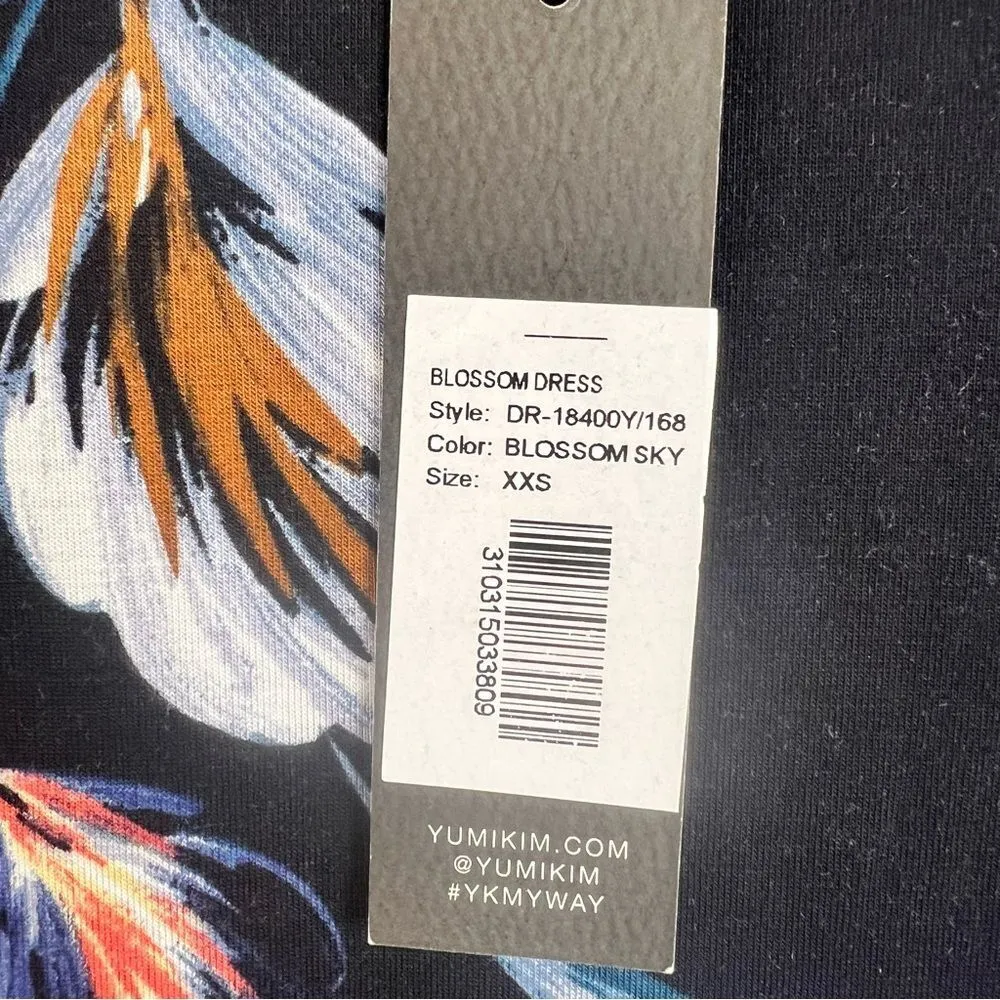 BLOSSOM DRESS
Style: DR-18400Y/168
Color: BLOSSOM SKY
Size: XXS
310315033809
YUMIKIM.COM
@YUMIKIM
#YKMYWAY